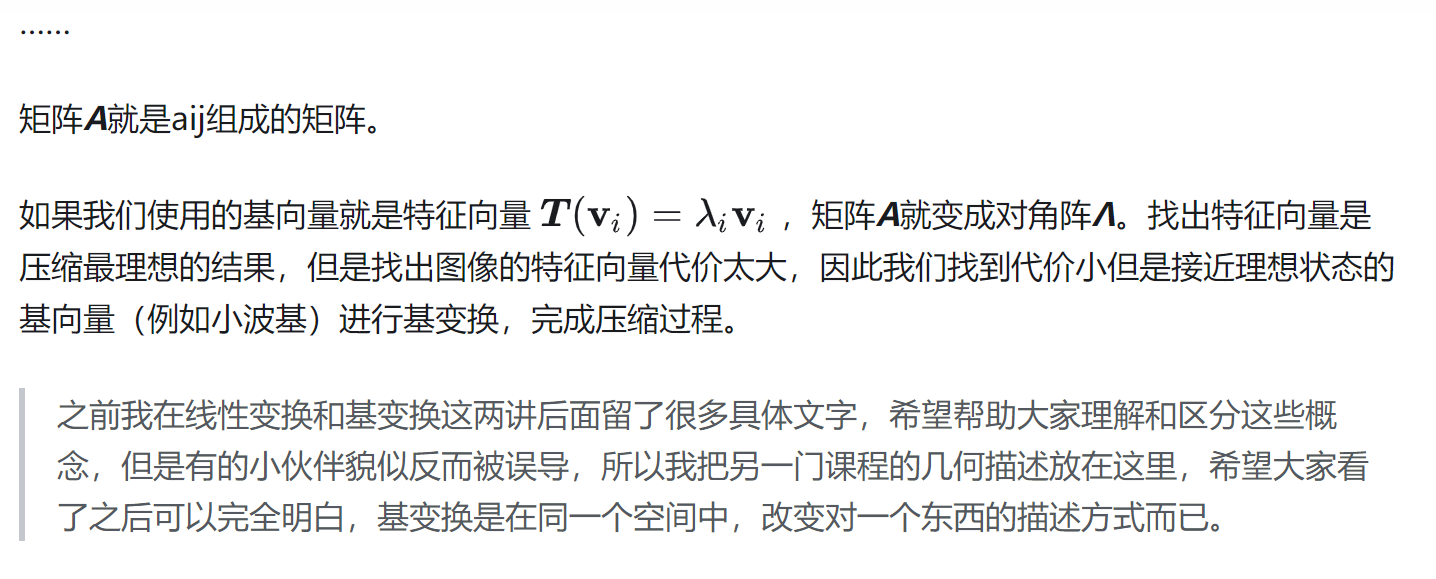 ……
矩阵A就是aij组成的矩阵。
如果我们使用的基向量就是特征向量 T(vᵢ) = λᵢvᵢ ，矩阵A就变成对角阵Λ。找出特征向量是
压缩最理想的结果，但是找出图像的特征向量代价太大，因此我们找到代价小但是接近理想状态的
基向量（例如小波基）进行基变换，完成压缩过程。
之前我在线性变换和基变换这两讲后面留了很多具体文字，希望帮助大家理解和区分这些概
念，但是有的小伙伴貌似反而被误导，所以我把另一门课程的几何描述放在这里，希望大家看
了之后可以完全明白，基变换是在同一个空间中，改变对一个东西的描述方式而已。